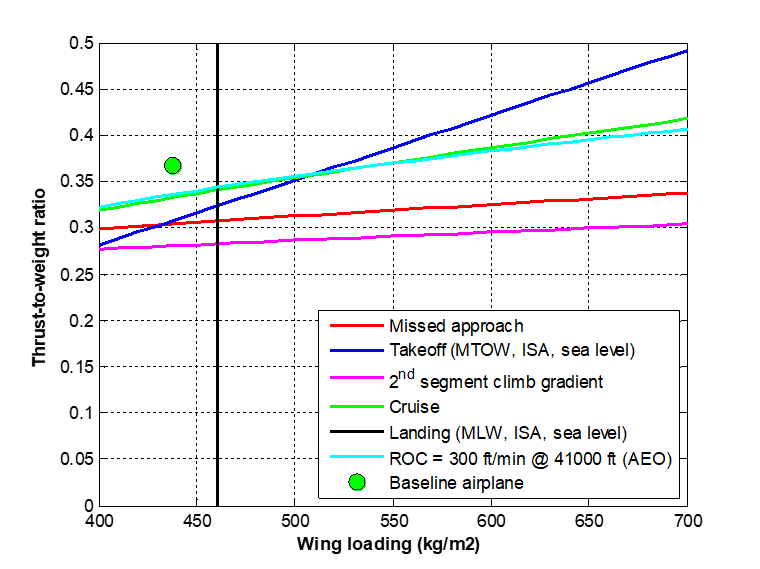 0.5
0.45
0.4
0.35
0.3
0.25
0.2
0.15
0.1
0.05
0
Thrust-to-weight ratio
Missed approach
Takeoff (MTOW, ISA, sea level)
2nd segment climb gradient
Cruise
Landing (MLW, ISA, sea level)
ROC = 300 ft/min @ 41000 ft (AEO)
Baseline airplane
400 450 500 550 600 650 700
Wing loading (kg/m2)